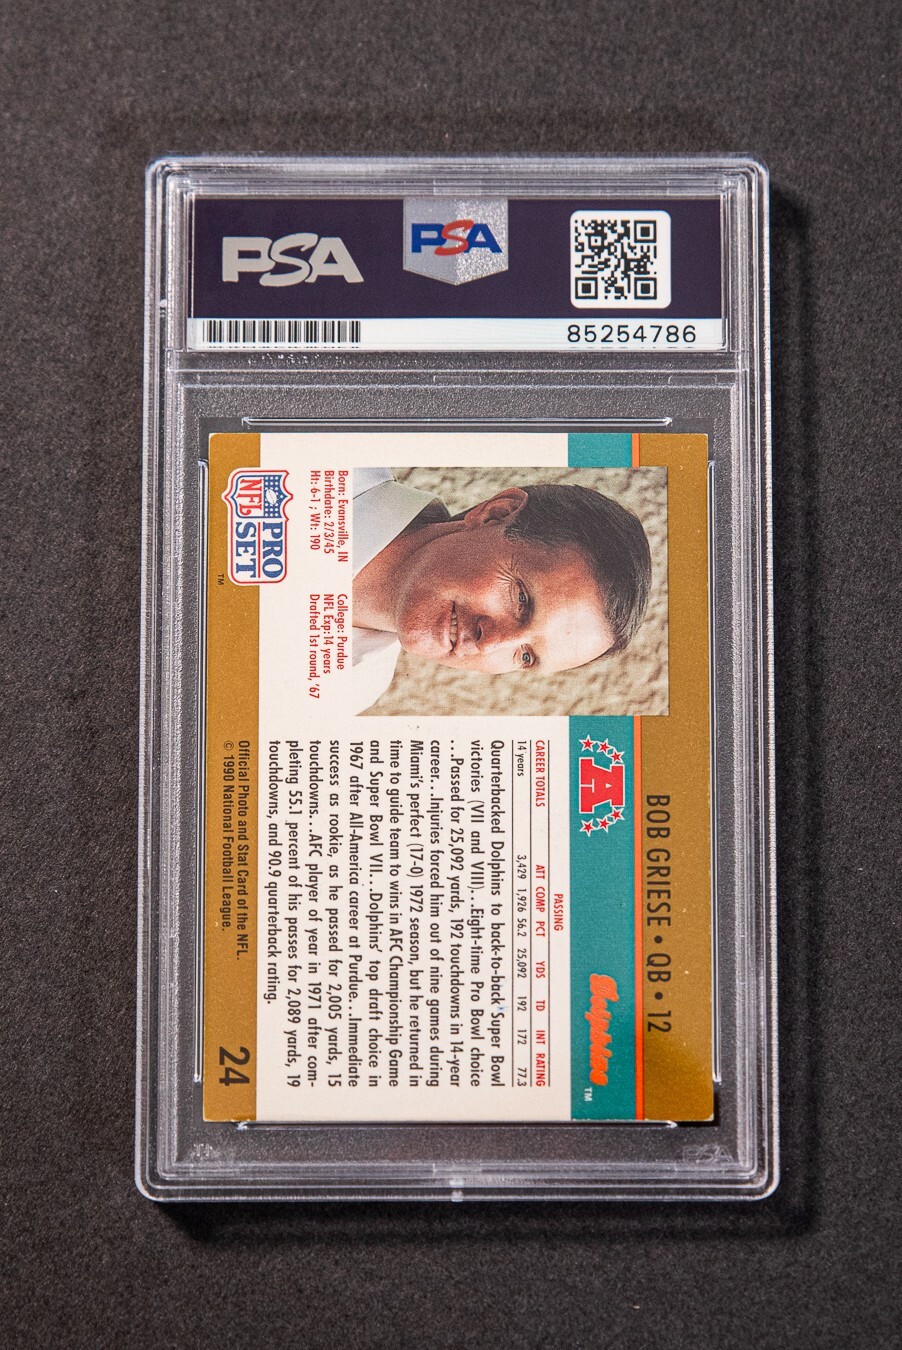 PSA
PSA
85254786
BOB GRIESE • QB • 12
A
Dolphins
TM
PASSING
CAREER TOTALS ATT COMP PCT YDS TD INT RATING
14 years 3,429 1,926 56.2 25,092 192 172 77.3
Quarterbacked Dolphins to back-to-back Super Bowl
victories (VII and VIII)...Eight-time Pro Bowl choice
...Passed for 25,092 yards, 192 touchdowns in 14-year
career...Injuries forced him out of nine games during
Miami's perfect (17-0) 1972 season, but he returned in
time to guide team to wins in AFC Championship Game
and Super Bowl VII...Dolphins' top draft choice in
1967 after All-America career at Purdue...Immediate
success as rookie, as he passed for 2,005 yards, 15
touchdowns...AFC player of year in 1971 after com-
pleting 55.1 percent of his passes for 2,089 yards, 19
touchdowns, and 90.9 quarterback rating.
Born: Evansville, IN
Birthdate: 2/3/45
Ht: 6-1 ; Wt: 190
College: Purdue
NFL Exp:14 years
Drafted 1st round, '67
NFL PRO
SET
TM
Official Photo and Stat Card of the NFL.
© 1990 National Football League.
24